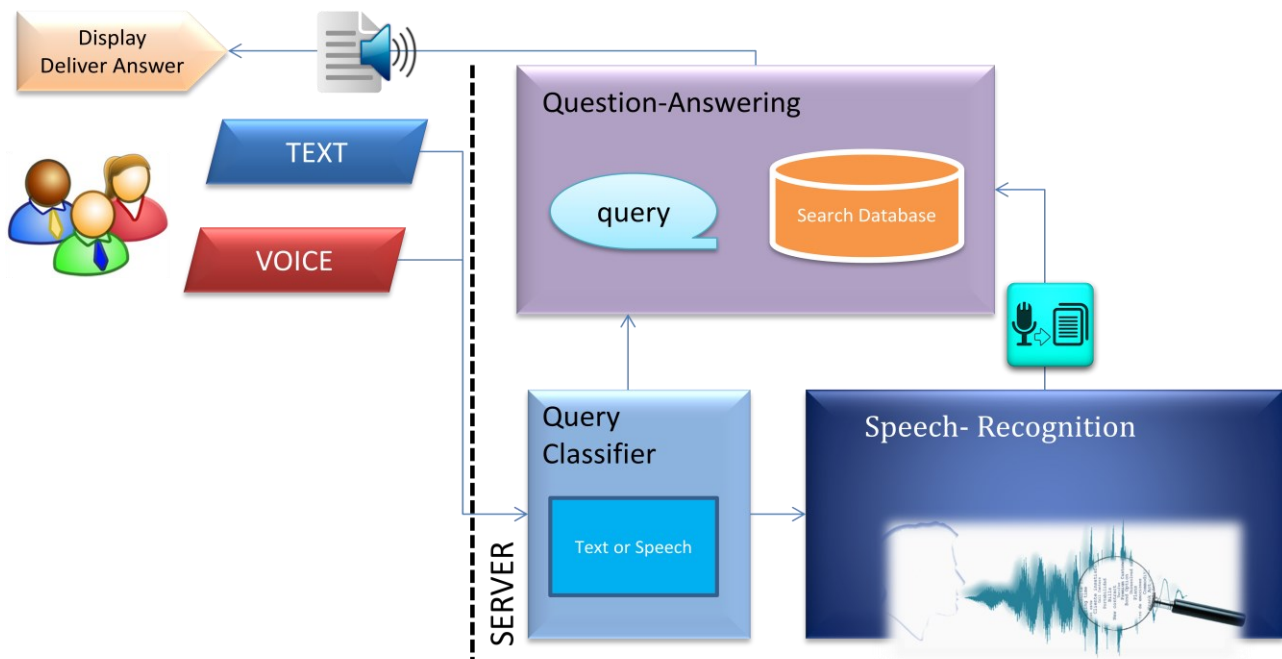 Display
Deliver Answer
TEXT
VOICE
SERVER
Question-Answering
query
Search Database
Query
Classifier
Text or Speech
Speech- Recognition